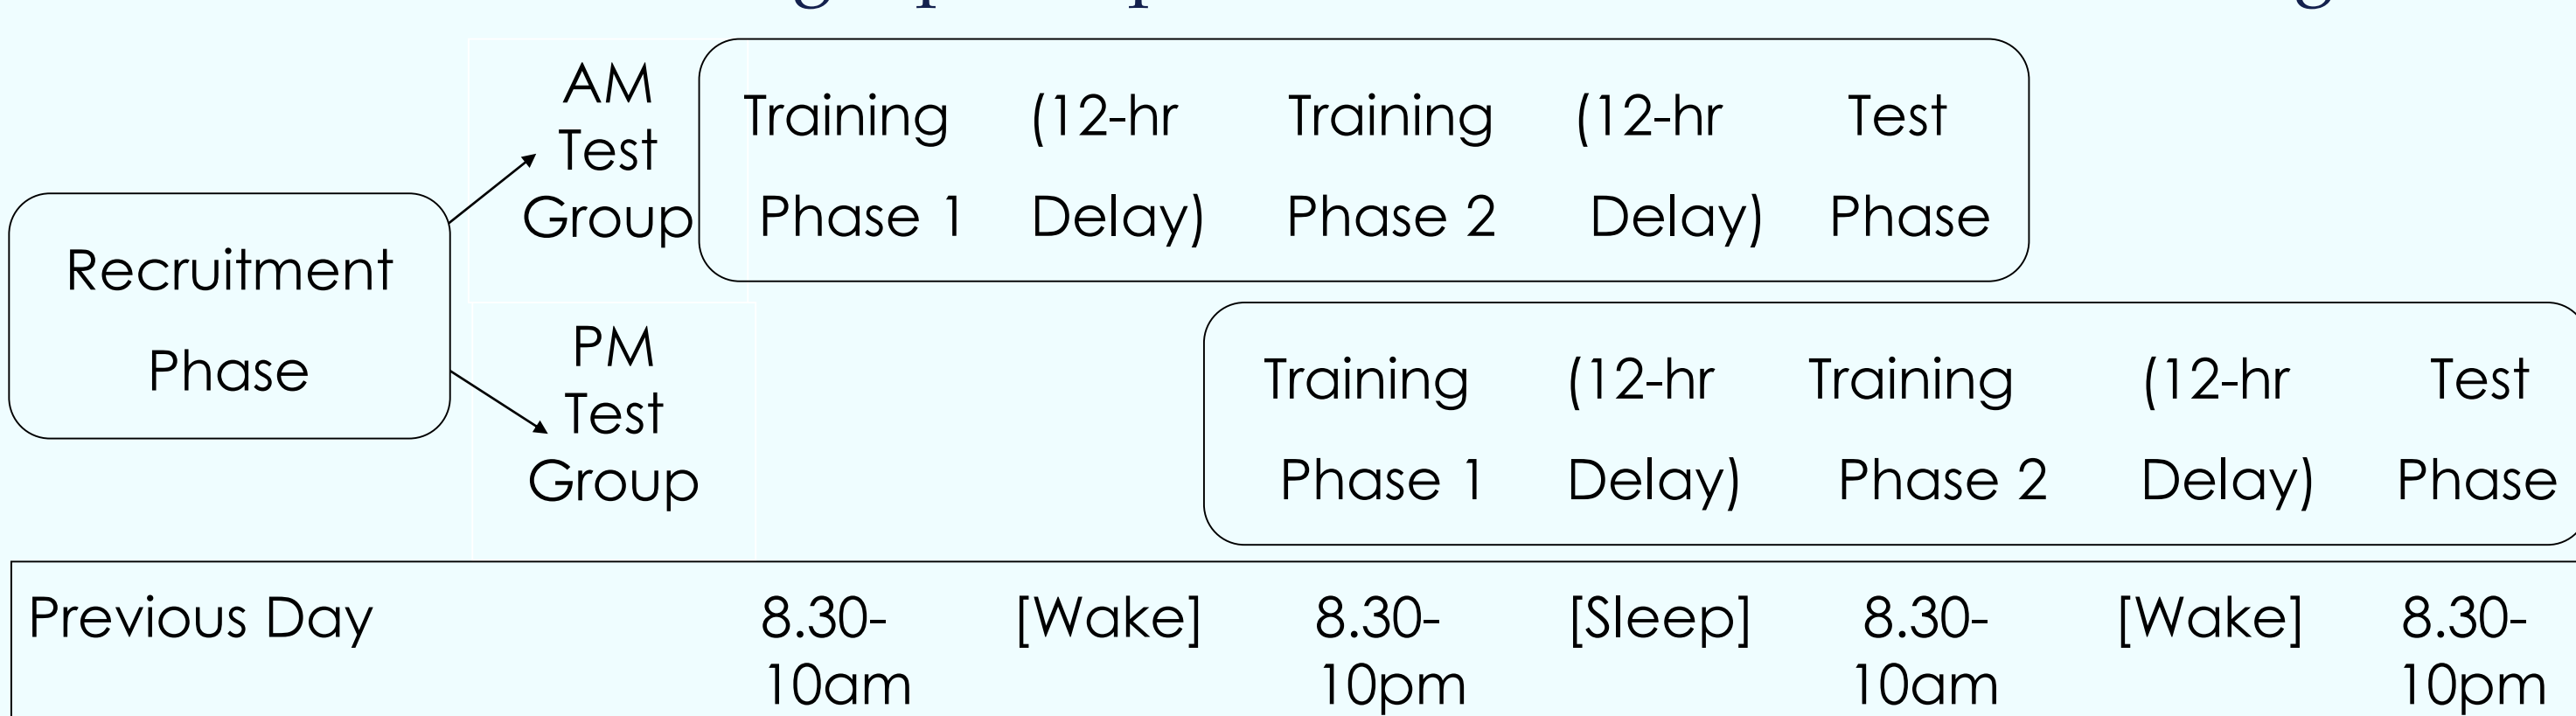 AM
Test
Group
Training (12-hr Training (12-hr Test
Phase 1 Delay) Phase 2 Delay) Phase
Recruitment
Phase
PM
Test
Group
Training (12-hr Training (12-hr Test
Phase 1 Delay) Phase 2 Delay) Phase
Previous Day 8.30- [Wake] 8.30- [Sleep] 8.30- [Wake] 8.30-
10am 10pm 10am 10pm